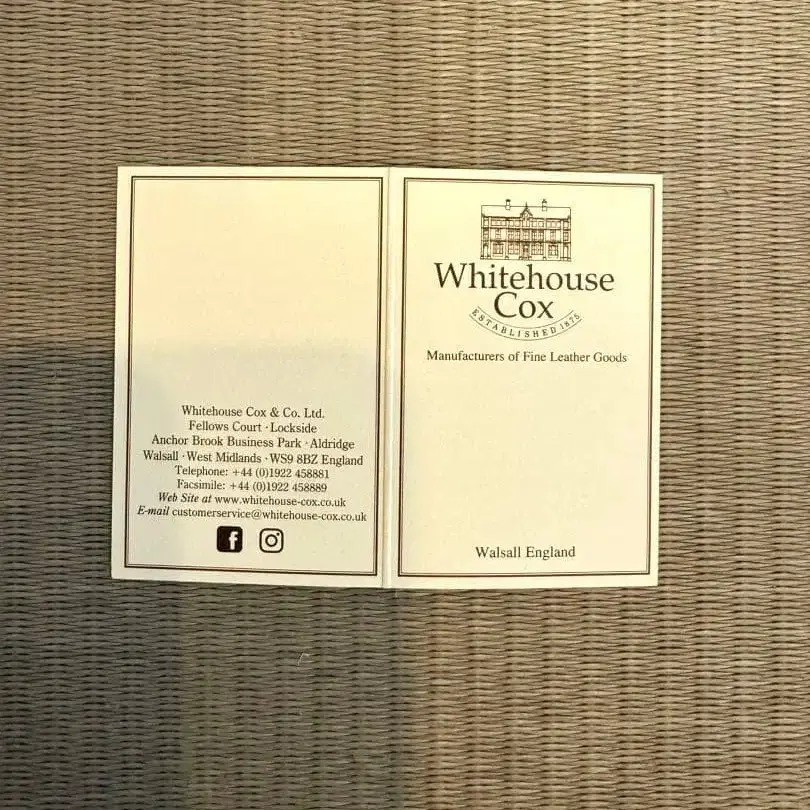 Whitehouse Cox & Co. Ltd.
Fellows Court · Lockside
Anchor Brook Business Park · Aldridge
Walsall · West Midlands · WS9 8BZ England
Telephone: +44 (0)1922 458881
Facsimile: +44 (0)1922 458889
Web Site at www.whitehouse-cox.co.uk
E-mail customerservice@whitehouse-cox.co.uk
Whitehouse
Cox
ESTABLISHED 1875
Manufacturers of Fine Leather Goods
Walsall England